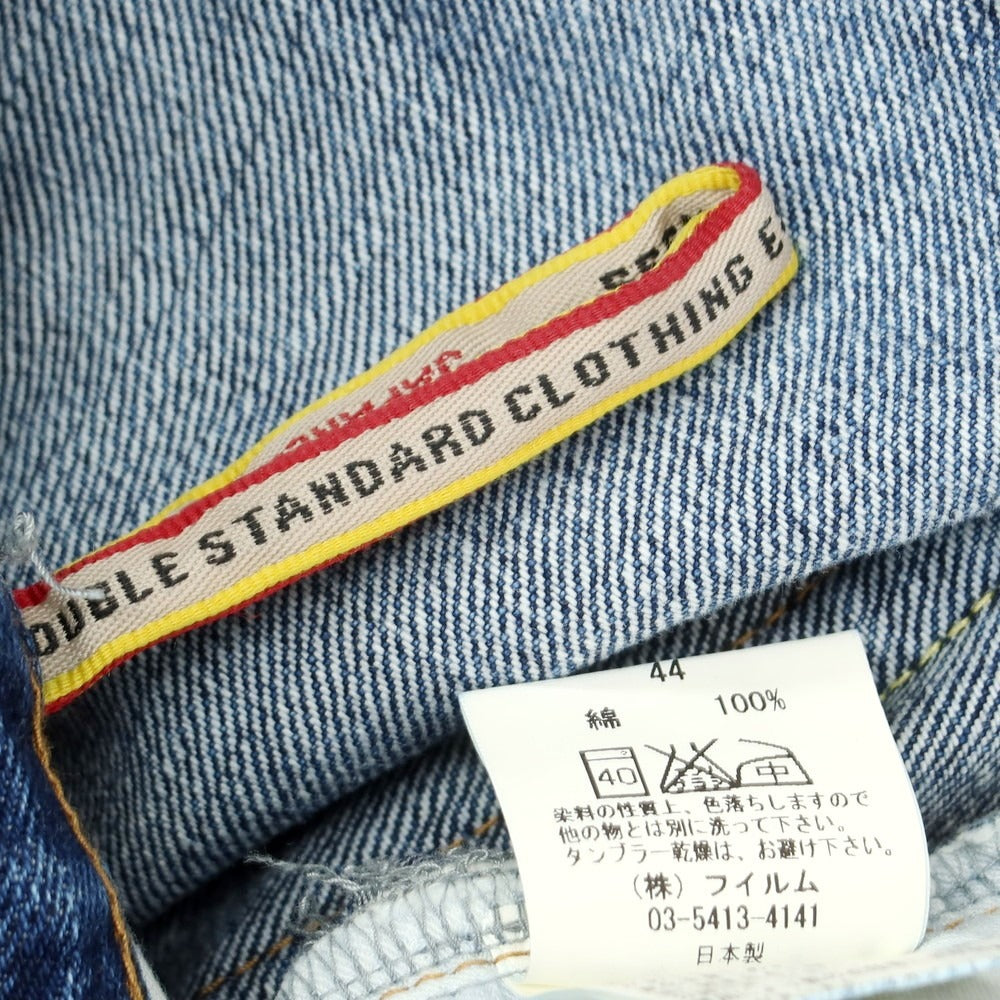 DOUBLE STANDARD CLOTHING
44
綿 100%
40 中
染料の性質上、色落ちしますので
他の物とは別に洗って下さい。
タンブラー乾燥は、お避け下さい。
(株) フイルム
03-5413-4141
日本製